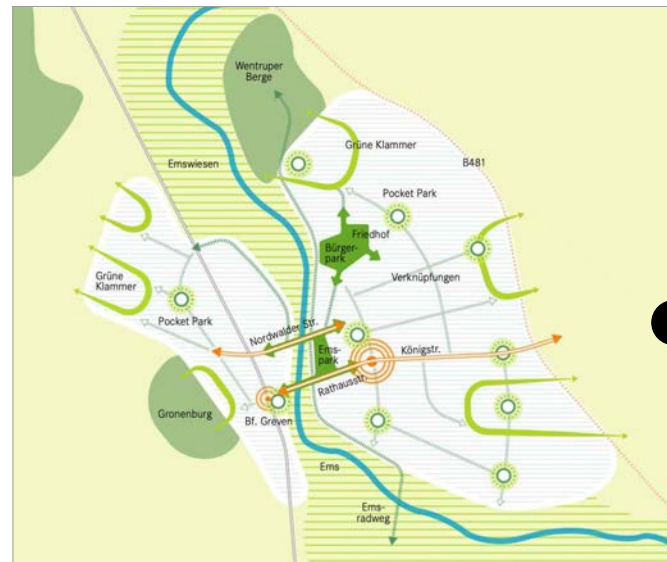 Wentruper
Berge
Grüne Klammer
B481
Emswiesen
Pocket Park
Friedhof
Bürger-
park
Verknüpfungen
Grüne
Klammer
Pocket Park
Nordwalder Str.
Ems-
park
Königstr.
Rathausstr.
Gronenburg
Bf. Greven
Ems
Ems-
radweg